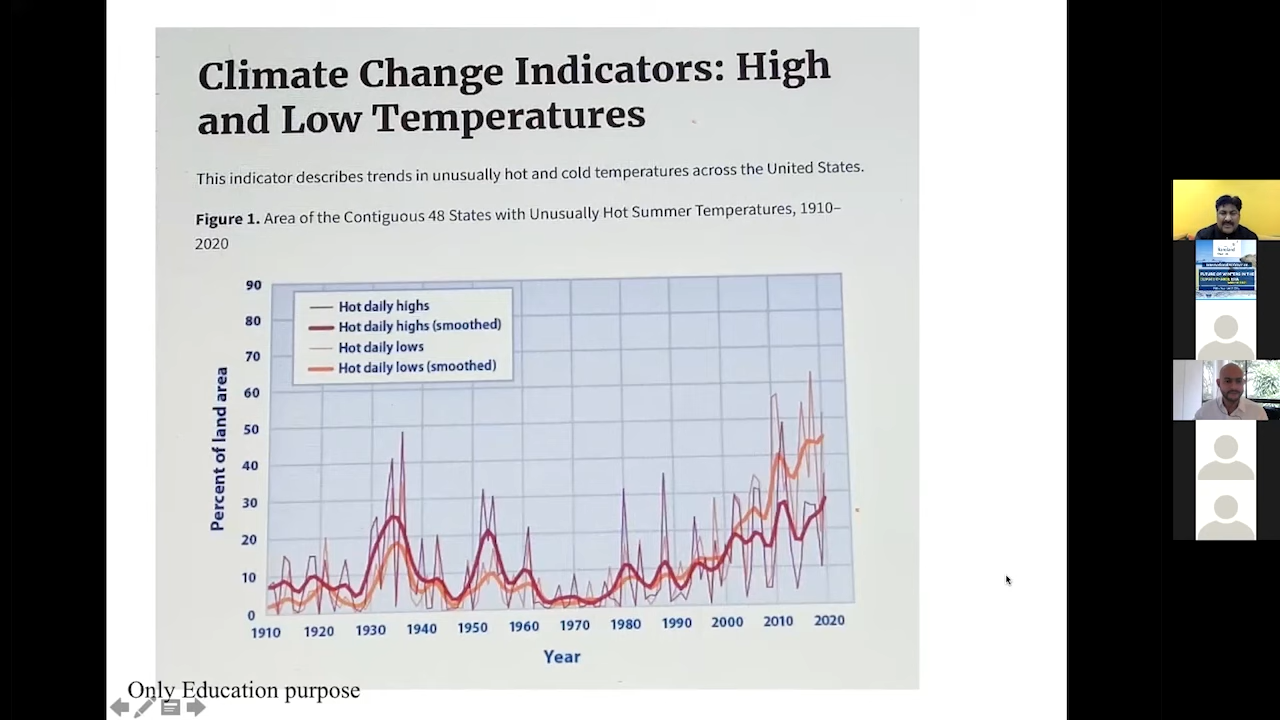 Climate Change Indicators: High
and Low Temperatures
This indicator describes trends in unusually hot and cold temperatures across the United States.
Figure 1. Area of the Contiguous 48 States with Unusually Hot Summer Temperatures, 1910–
2020
90
80
70
60
50
40
30
20
10
0
Percent of land area
Hot daily highs
Hot daily highs (smoothed)
Hot daily lows
Hot daily lows (smoothed)
1910 1920 1930 1940 1950 1960 1970 1980 1990 2000 2010 2020
Year
Only Education purpose